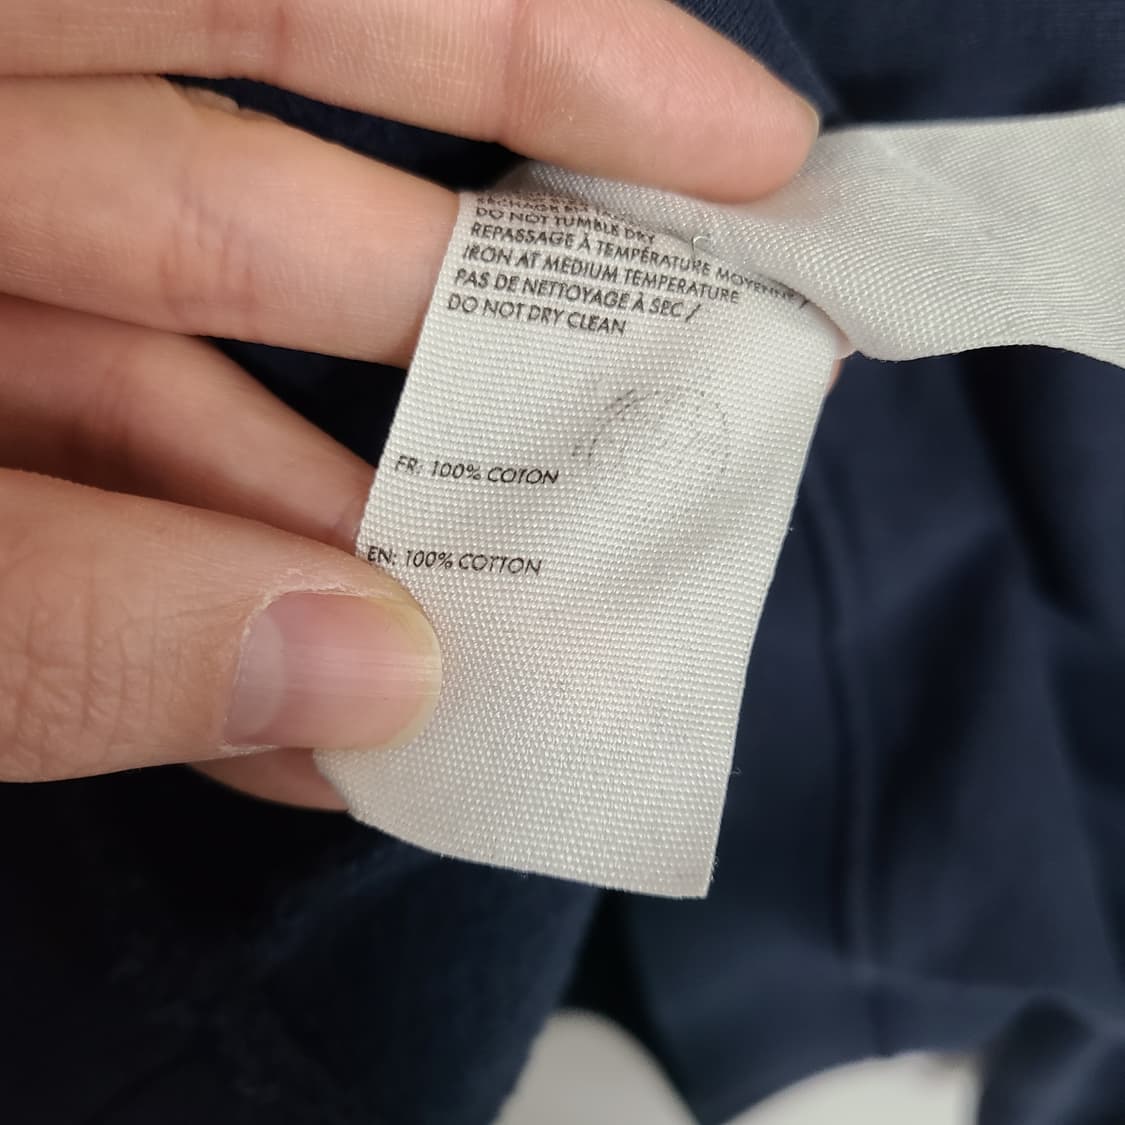 DO NOT TUMBLE DRY
REPASSAGE À TEMPÉRATURE MOYENNE /
IRON AT MEDIUM TEMPERATURE
PAS DE NETTOYAGE À SEC /
DO NOT DRY CLEAN
FR: 100% COTON
EN: 100% COTTON